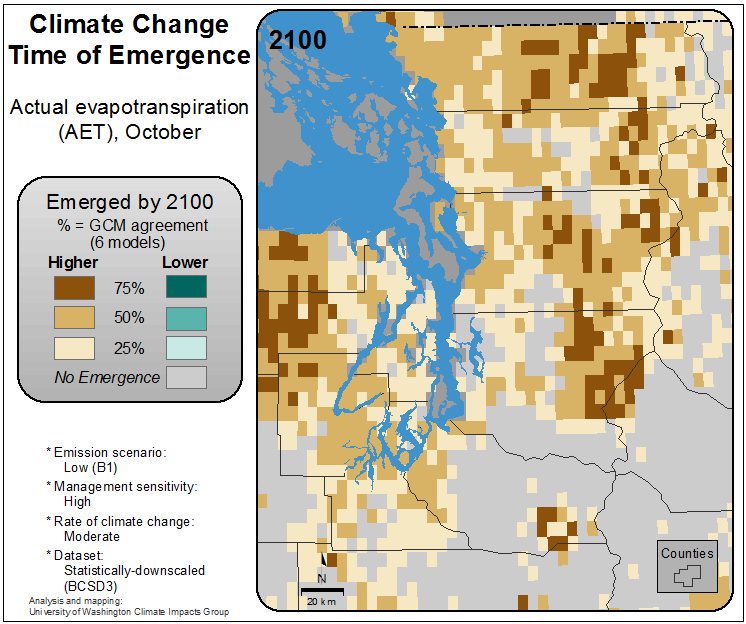 Climate Change
Time of Emergence
Actual evapotranspiration
(AET), October
Emerged by 2100
% = GCM agreement
(6 models)
Higher Lower
75%
50%
25%
No Emergence
* Emission scenario:
Low (B1)
* Management sensitivity:
High
* Rate of climate change:
Moderate
* Dataset:
Statistically-downscaled
(BCSD3)
Analysis and mapping:
University of Washington Climate Impacts Group
2100
N
20 km
Counties